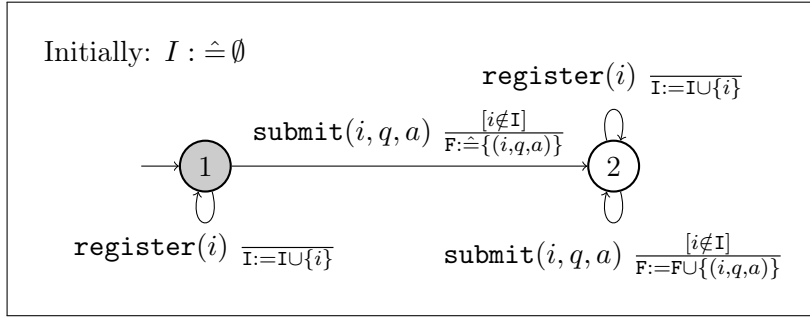 Initially: I :≙ ∅
register(i) / I:=I∪{i}
submit(i, q, a) [i∉I] / F:≙{(i,q,a)}
1
2
register(i) / I:=I∪{i}
submit(i, q, a) [i∉I] / F:=F∪{(i,q,a)}